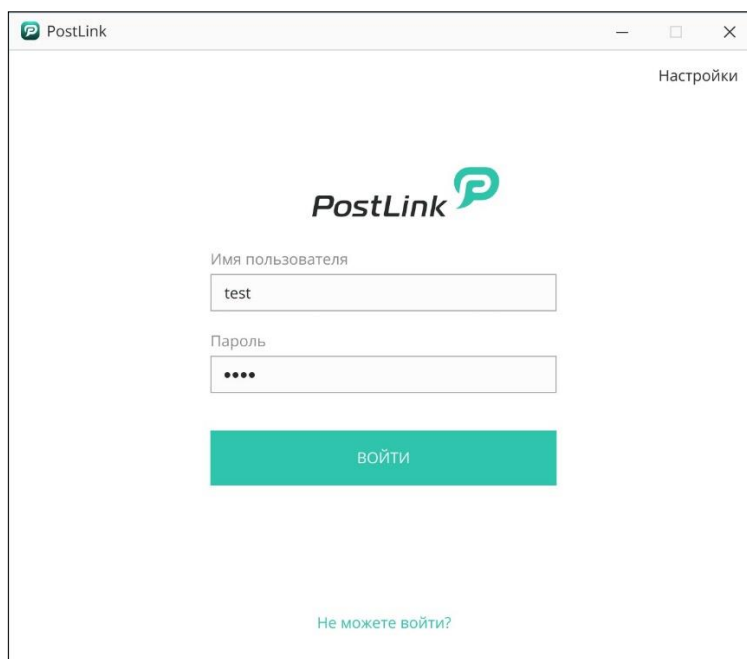 PostLink
Настройки
PostLink
Имя пользователя
test
Пароль
••••
ВОЙТИ
Не можете войти?